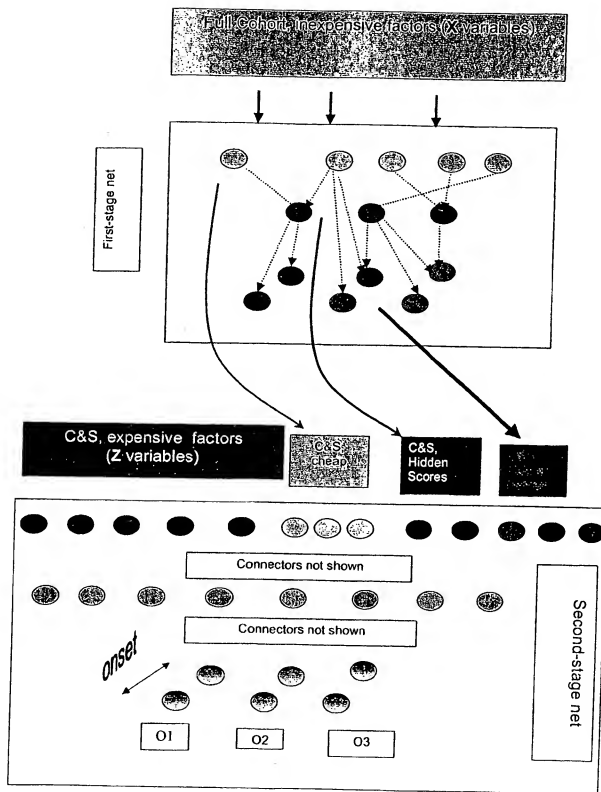 Full Cohort, inexpensive factors (X variables)
First-stage net
C&S, expensive factors
(Z variables)
C&S,
cheap
C&S,
Hidden
Scores
Connectors not shown
Connectors not shown
onset
Second-stage net
O1
O2
O3